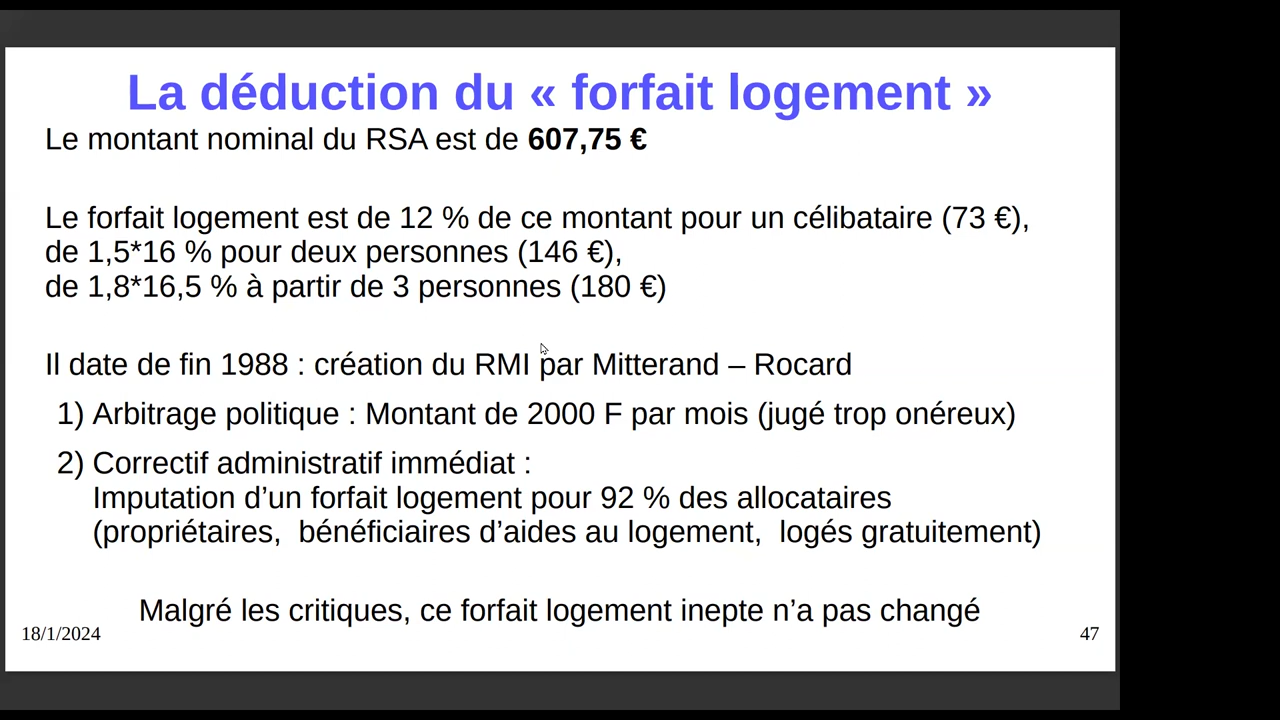 La déduction du « forfait logement »
Le montant nominal du RSA est de 607,75 €
Le forfait logement est de 12 % de ce montant pour un célibataire (73 €),
de 1,5*16 % pour deux personnes (146 €),
de 1,8*16,5 % à partir de 3 personnes (180 €)
Il date de fin 1988 : création du RMI par Mitterand – Rocard
1) Arbitrage politique : Montant de 2000 F par mois (jugé trop onéreux)
2) Correctif administratif immédiat :
Imputation d’un forfait logement pour 92 % des allocataires
(propriétaires, bénéficiaires d’aides au logement, logés gratuitement)
Malgré les critiques, ce forfait logement inepte n’a pas changé
18/1/2024
47